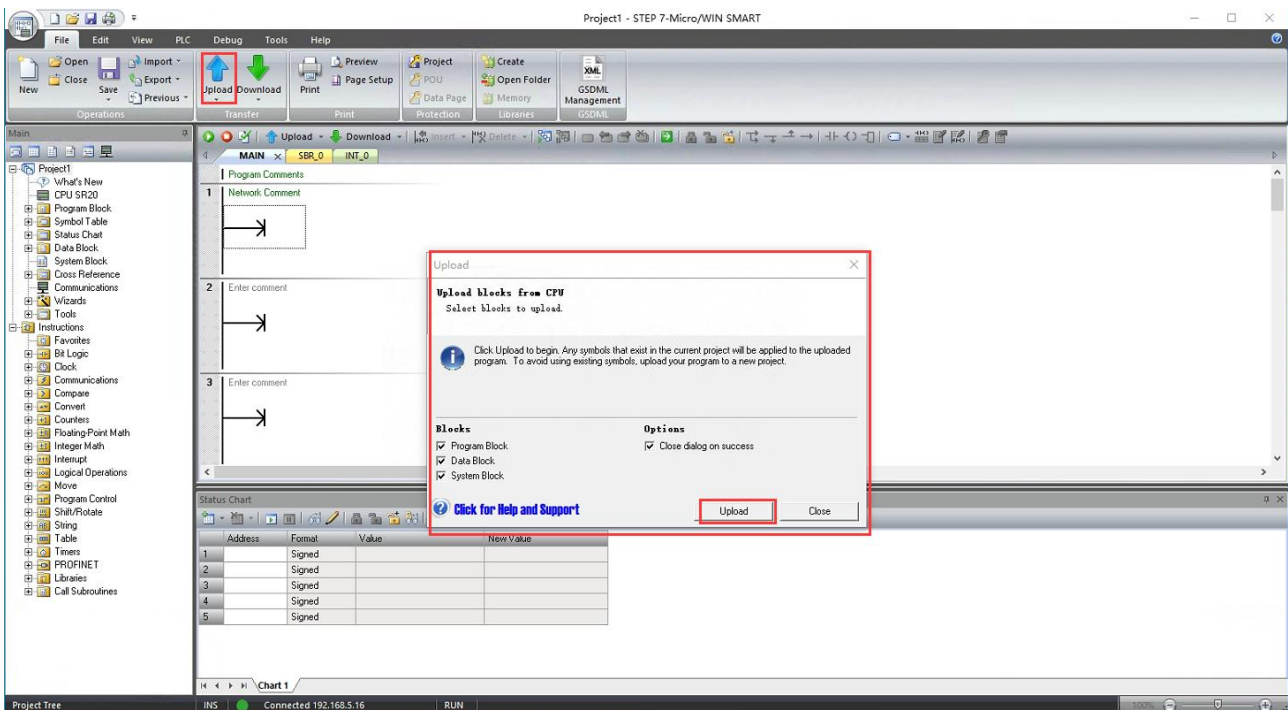 Project1 - STEP 7-Micro/WIN SMART
File Edit View PLC Debug Tools Help
New Open Close Save Import Export Previous
Operations
Upload Download
Transfer
Print Preview Page Setup
Print
Project POU Data Page
Protection
Create Open Folder Memory
Libraries
XML
GSDML Management
GSDML
Main
Upload Download Insert Delete
MAIN SBR_0 INT_0
Program Comments
1 Network Comment
2 Enter comment
3 Enter comment
Project1
What's New
CPU SR20
Program Block
Symbol Table
Status Chart
Data Block
System Block
Cross Reference
Communications
Wizards
Tools
Instructions
Favorites
Bit Logic
Clock
Communications
Compare
Convert
Counters
Floating-Point Math
Integer Math
Interrupt
Logical Operations
Move
Program Control
Shift/Rotate
String
Table
Timers
PROFINET
Libraries
Call Subroutines
Upload
Upload blocks from CPU
Select blocks to upload.
Click Upload to begin. Any symbols that exist in the current project will be applied to the uploaded
program. To avoid using existing symbols, upload your program to a new project.
Blocks Options
Program Block Close dialog on success
Data Block
System Block
Click for Help and Support Upload Close
Status Chart
Address Format Value New Value
1 Signed
2 Signed
3 Signed
4 Signed
5 Signed
Chart 1
Project Tree INS Connected 192.168.5.16 RUN 100%